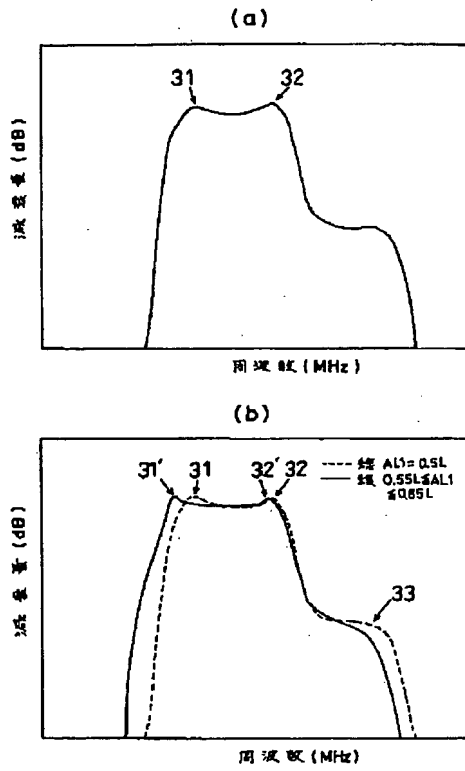 (a)
31
32
減衰量(dB)
周波数(MHz)
(b)
31′
31
32′
32
線 AL1=0.5L
線 0.55L≦AL1
≦0.65L
33
減衰量(dB)
周波数(MHz)